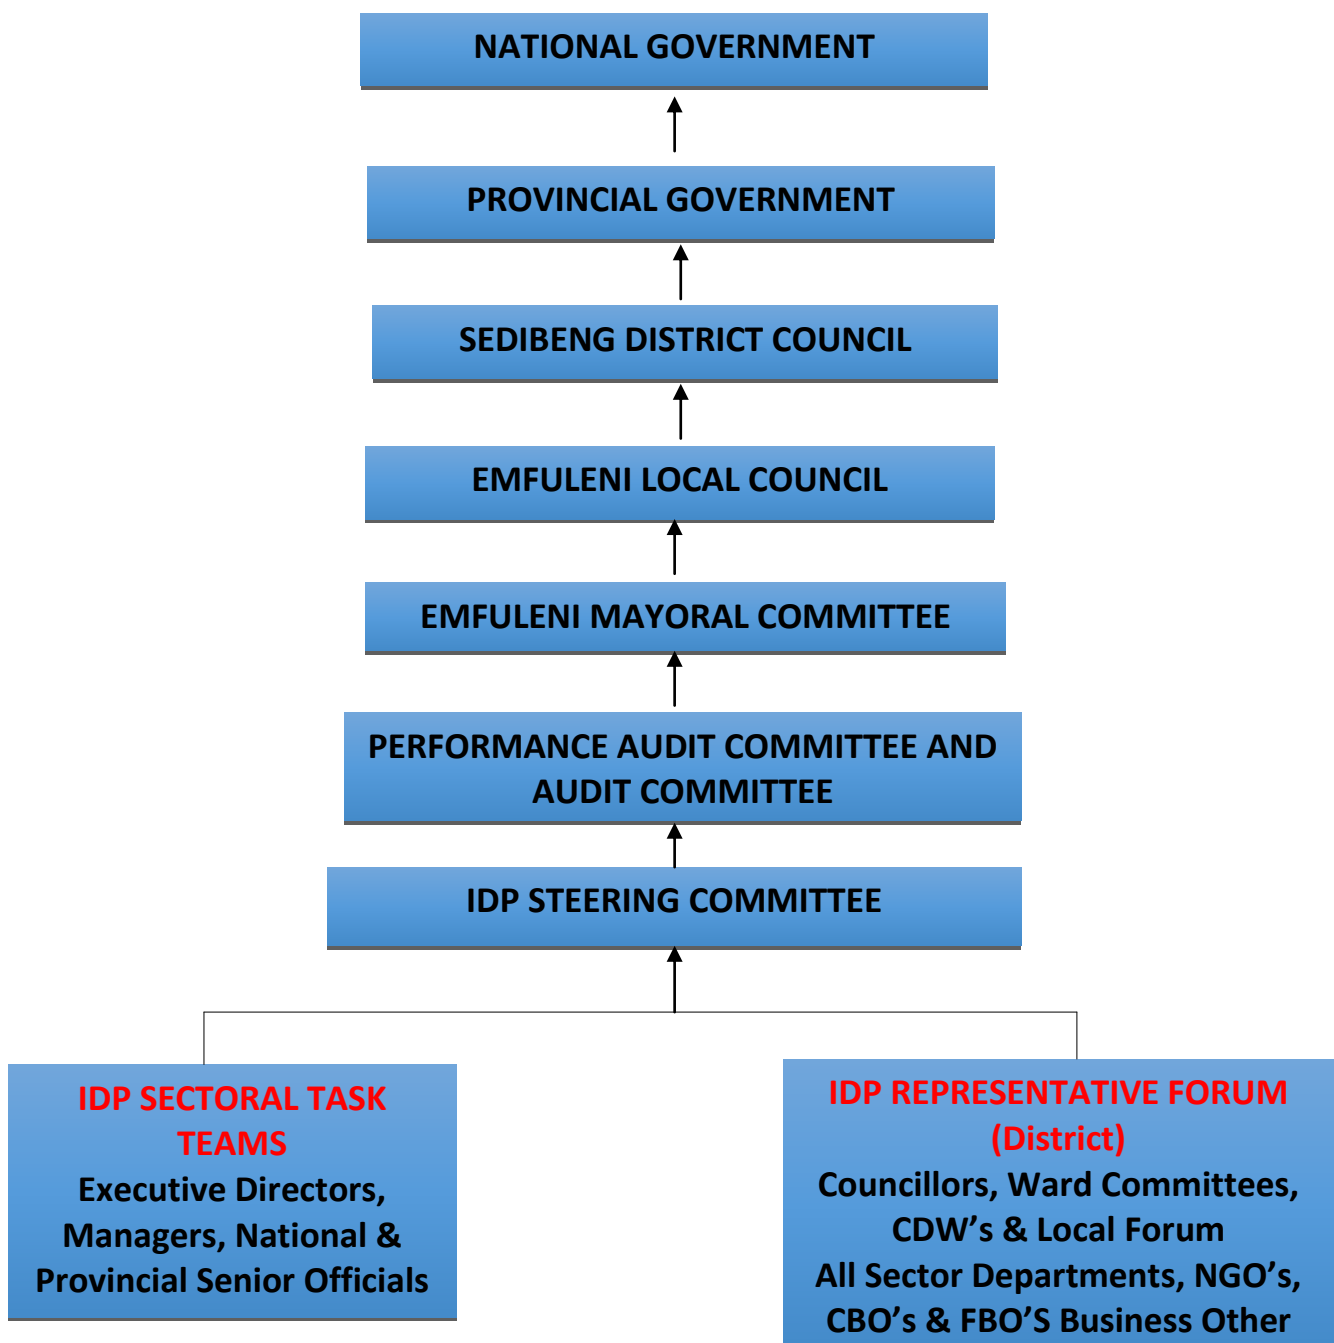 NATIONAL GOVERNMENT
PROVINCIAL GOVERNMENT
SEDIBENG DISTRICT COUNCIL
EMFULENI LOCAL COUNCIL
EMFULENI MAYORAL COMMITTEE
PERFORMANCE AUDIT COMMITTEE AND
AUDIT COMMITTEE
IDP STEERING COMMITTEE
IDP SECTORAL TASK
TEAMS
Executive Directors,
Managers, National &
Provincial Senior Officials
IDP REPRESENTATIVE FORUM
(District)
Councillors, Ward Committees,
CDW’s & Local Forum
All Sector Departments, NGO’s,
CBO’s & FBO’S Business Other